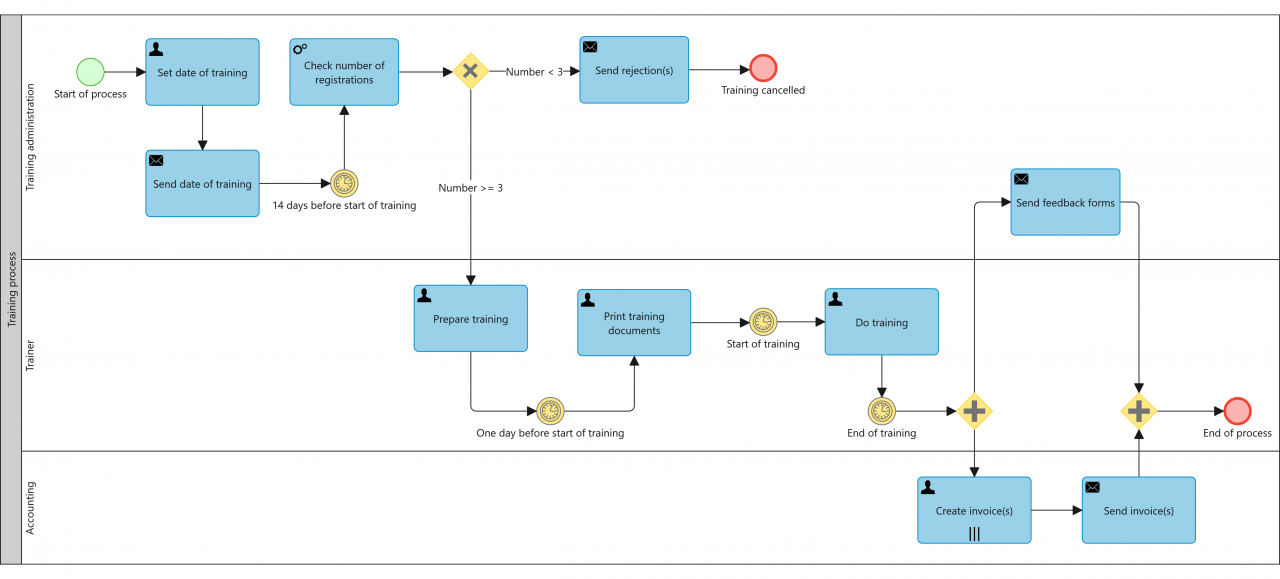 Training process
Training administration
Start of process
Set date of training
Send date of training
14 days before start of training
Check number of
registrations
Number < 3
Send rejection(s)
Training cancelled
Number >= 3
Send feedback forms
Trainer
Prepare training
One day before start of training
Print training
documents
Start of training
Do training
End of training
End of process
Accounting
Create invoice(s)
Send invoice(s)